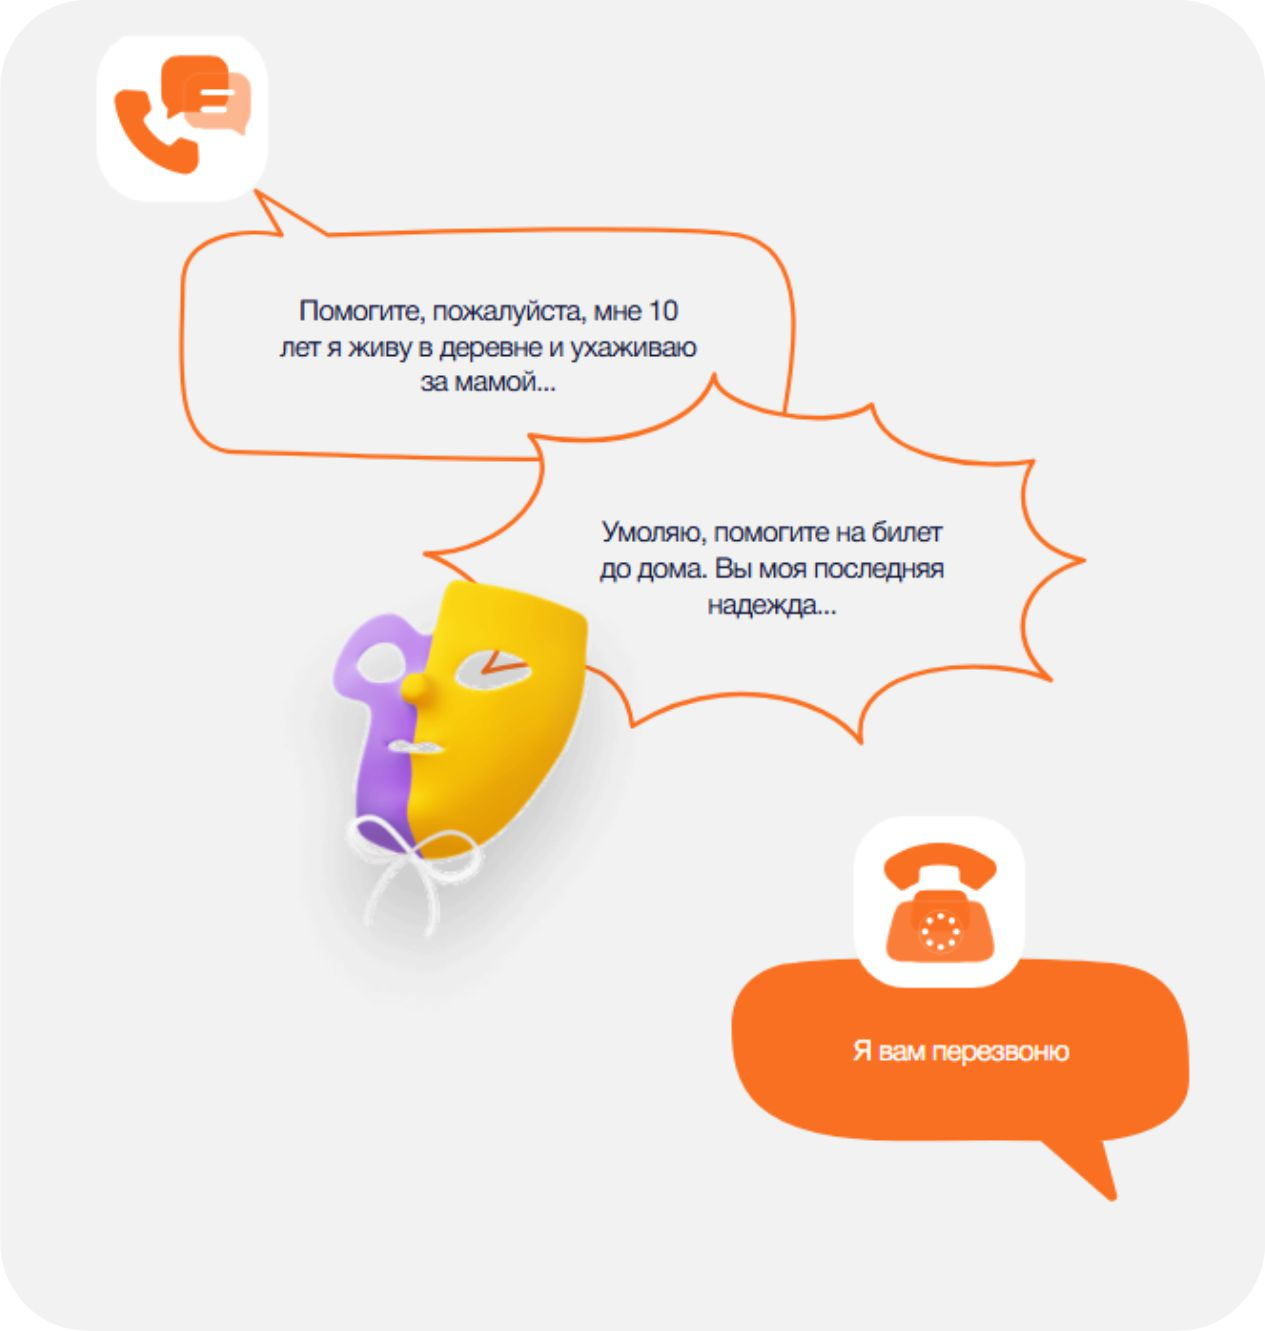 Помогите, пожалуйста, мне 10
лет я живу в деревне и ухаживаю
за мамой...
Умоляю, помогите на билет
до дома. Вы моя последняя
надежда...
Я вам перезвоню